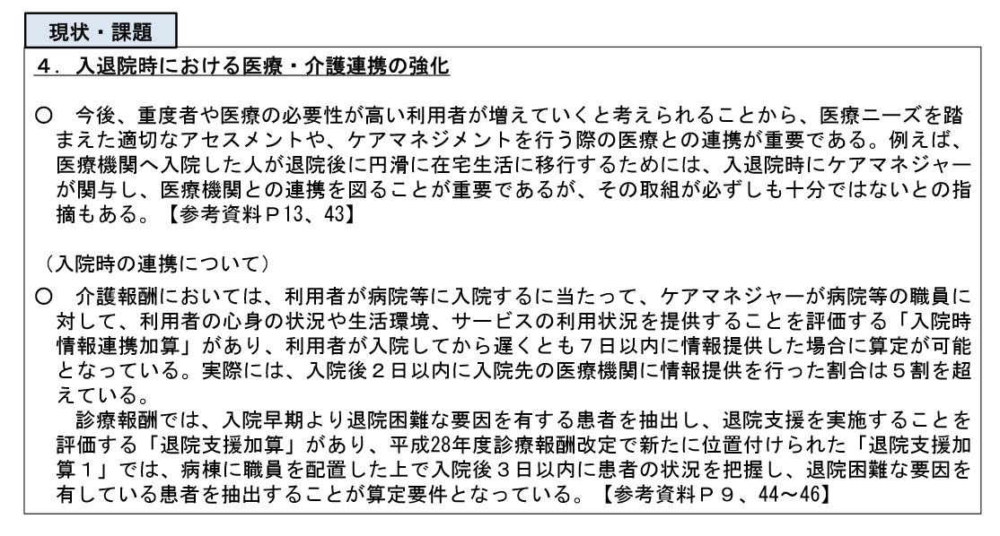 現状・課題
４．入退院時における医療・介護連携の強化
○　今後、重度者や医療の必要性が高い利用者が増えていくと考えられることから、医療ニーズを踏
まえた適切なアセスメントや、ケアマネジメントを行う際の医療との連携が重要である。例えば、
医療機関へ入院した人が退院後に円滑に在宅生活に移行するためには、入退院時にケアマネジャー
が関与し、医療機関との連携を図ることが重要であるが、その取組が必ずしも十分ではないとの指
摘もある。【参考資料Ｐ13、43】
（入院時の連携について）
○　介護報酬においては、利用者が病院等に入院するに当たって、ケアマネジャーが病院等の職員に
対して、利用者の心身の状況や生活環境、サービスの利用状況を提供することを評価する「入院時
情報連携加算」があり、利用者が入院してから遅くとも７日以内に情報提供した場合に算定が可能
となっている。実際には、入院後２日以内に入院先の医療機関に情報提供を行った割合は５割を超
えている。
　診療報酬では、入院早期より退院困難な要因を有する患者を抽出し、退院支援を実施することを
評価する「退院支援加算」があり、平成28年度診療報酬改定で新たに位置付けられた「退院支援加
算１」では、病棟に職員を配置した上で入院後３日以内に患者の状況を把握し、退院困難な要因を
有している患者を抽出することが算定要件となっている。【参考資料Ｐ９、44～46】